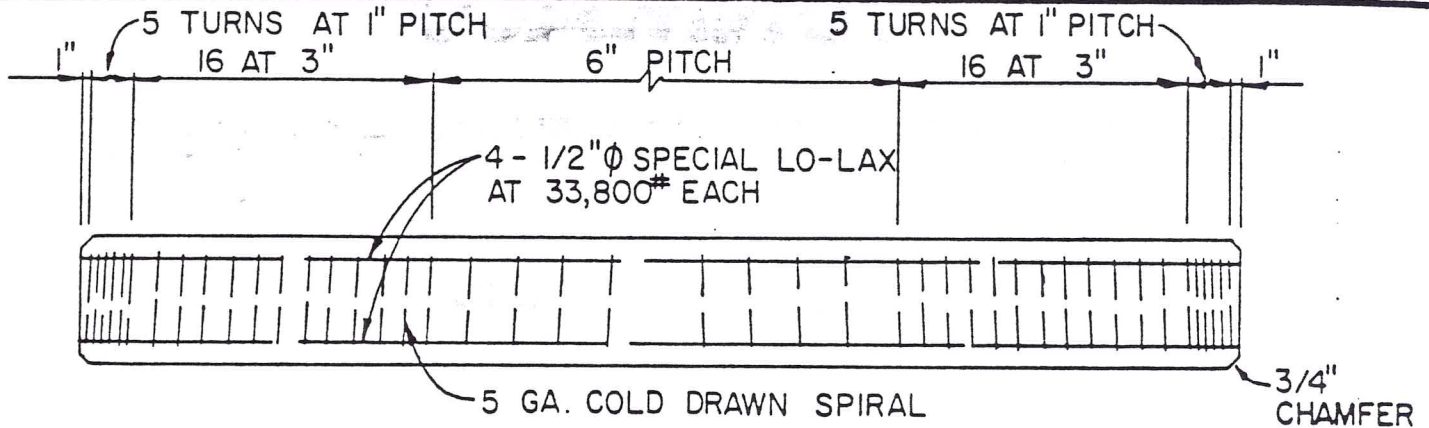 5 TURNS AT 1" PITCH
5 TURNS AT 1" PITCH
1"
16 AT 3"
6" PITCH
16 AT 3"
1"
4 - 1/2"ϕ SPECIAL LO-LAX
AT 33,800# EACH
5 GA. COLD DRAWN SPIRAL
3/4"
CHAMFER